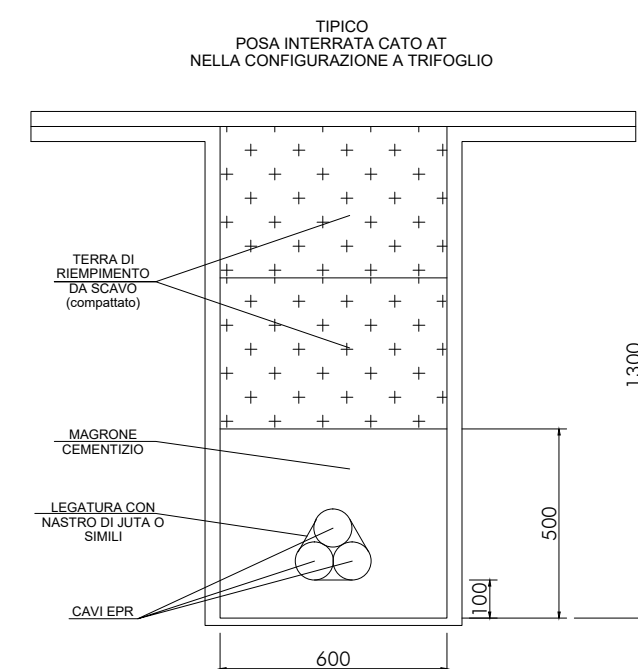 TIPICO
POSA INTERRATA CATO AT
NELLA CONFIGURAZIONE A TRIFOGLIO
TERRA DI
RIEMPIMENTO
DA SCAVO
(compattato)
1300
MAGRONE
CEMENTIZIO
LEGATURA CON
NASTRO DI JUTA O
SIMILI
500
100
CAVI EPR
600